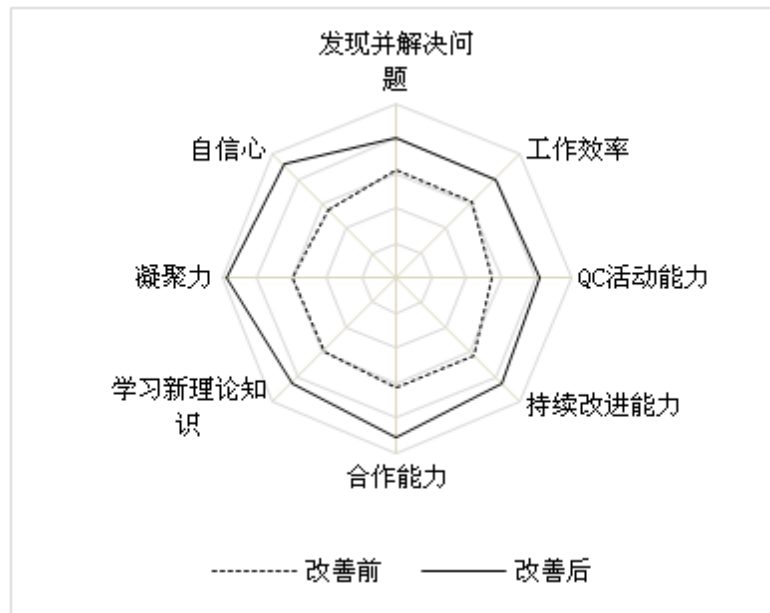 发现并解决问
题
自信心
工作效率
凝聚力
QC活动能力
学习新理论知
识
持续改进能力
合作能力
改善前
改善后